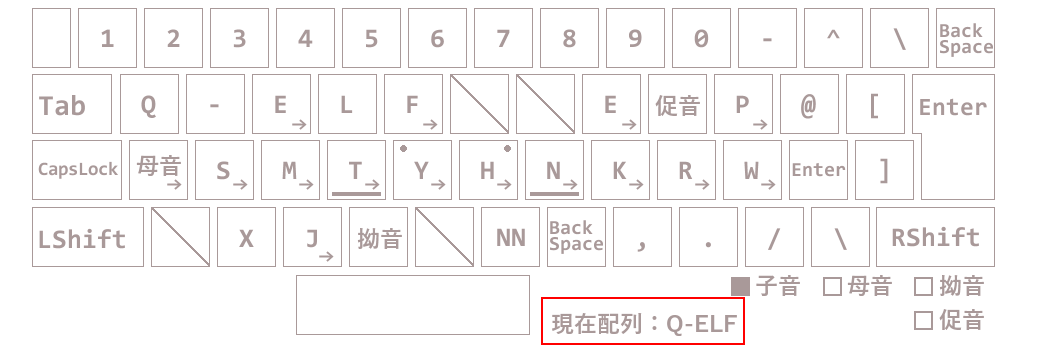 1 2 3 4 5 6 7 8 9 0 - ^ \ Back Space
Tab Q - E→ L F→ E→ 促音 P→ @ [ Enter
CapsLock 母音→ S→ M→ T→ Y→ H→ N→ K→ R→ W→ Enter ]
LShift X J→ 拗音 NN Back Space , . / \ RShift
■子音 □母音 □拗音
□促音
現在配列：Q-ELF